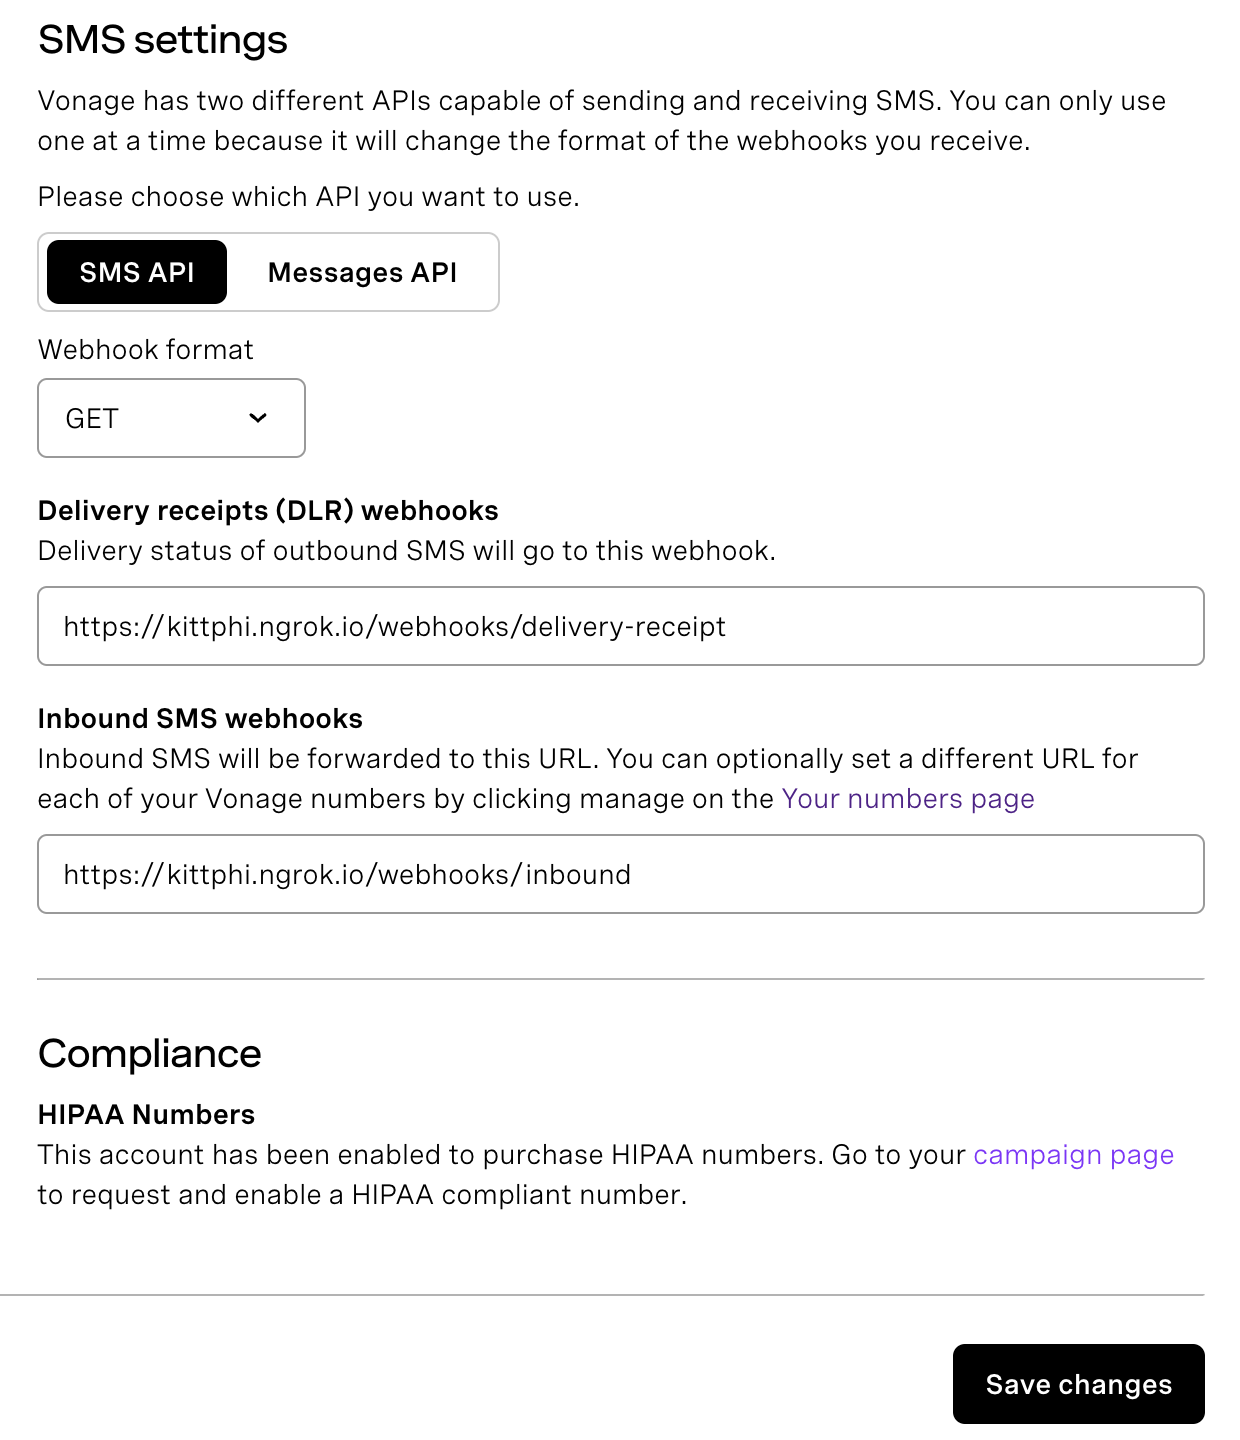 SMS settings
Vonage has two different APIs capable of sending and receiving SMS. You can only use
one at a time because it will change the format of the webhooks you receive.
Please choose which API you want to use.
SMS API Messages API
Webhook format
GET
Delivery receipts (DLR) webhooks
Delivery status of outbound SMS will go to this webhook.
https://kittphi.ngrok.io/webhooks/delivery-receipt
Inbound SMS webhooks
Inbound SMS will be forwarded to this URL. You can optionally set a different URL for
each of your Vonage numbers by clicking manage on the Your numbers page
https://kittphi.ngrok.io/webhooks/inbound
Compliance
HIPAA Numbers
This account has been enabled to purchase HIPAA numbers. Go to your campaign page
to request and enable a HIPAA compliant number.
Save changes